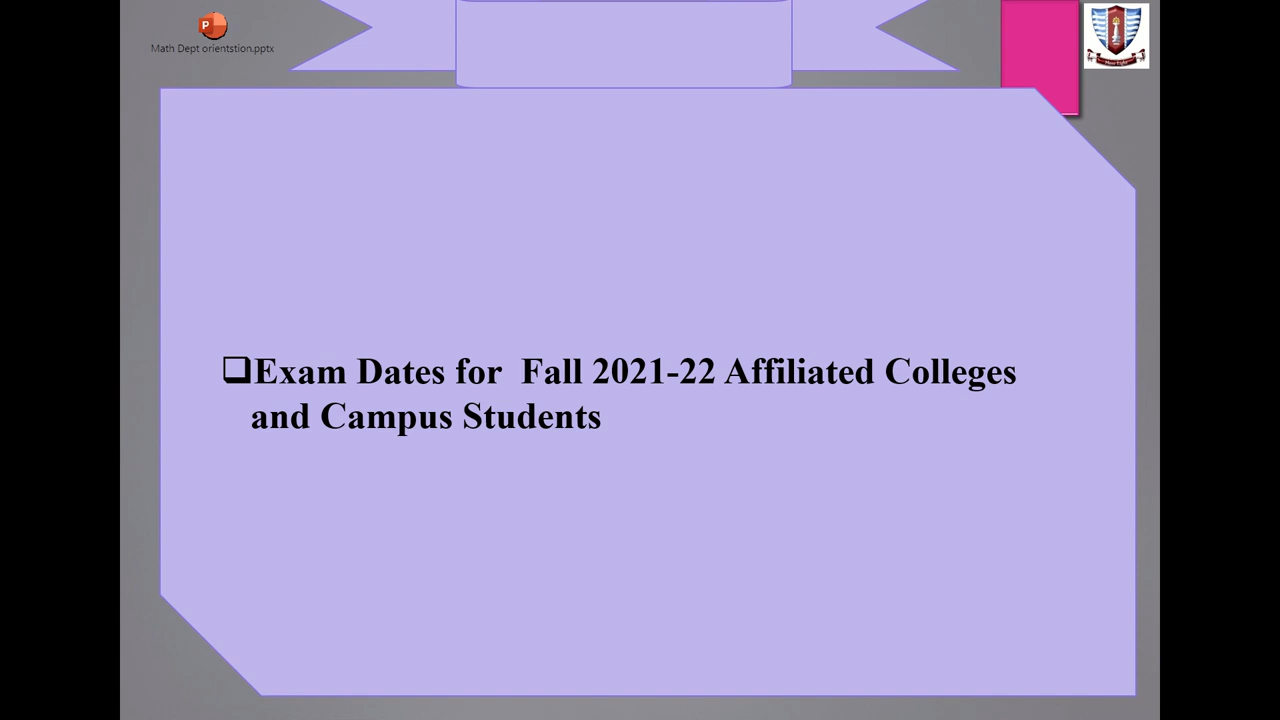 Math Dept orientstion.pptx
❑Exam Dates for  Fall 2021-22 Affiliated Colleges
and Campus Students